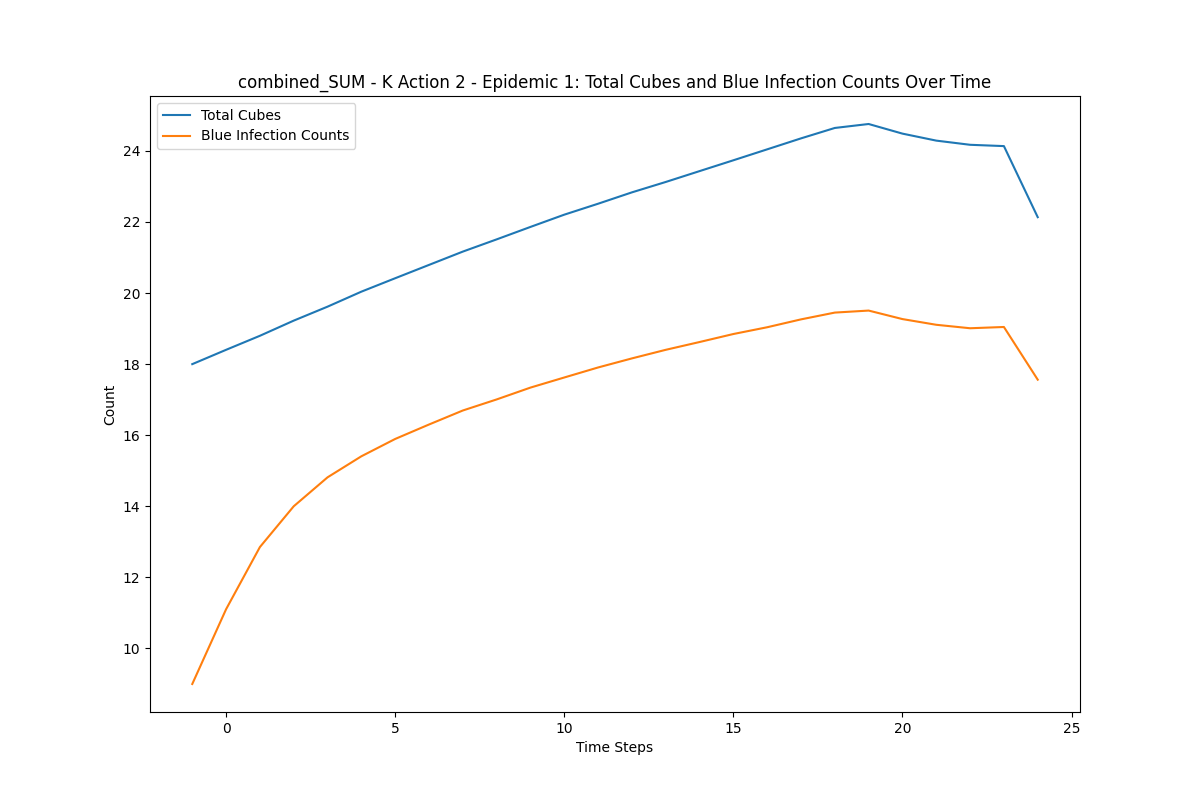 combined_SUM - K Action 2 - Epidemic 1: Total Cubes and Blue Infection Counts Over Time
Total Cubes
Blue Infection Counts
24
22
20
18
16
14
12
10
Count
0 5 10 15 20 25
Time Steps